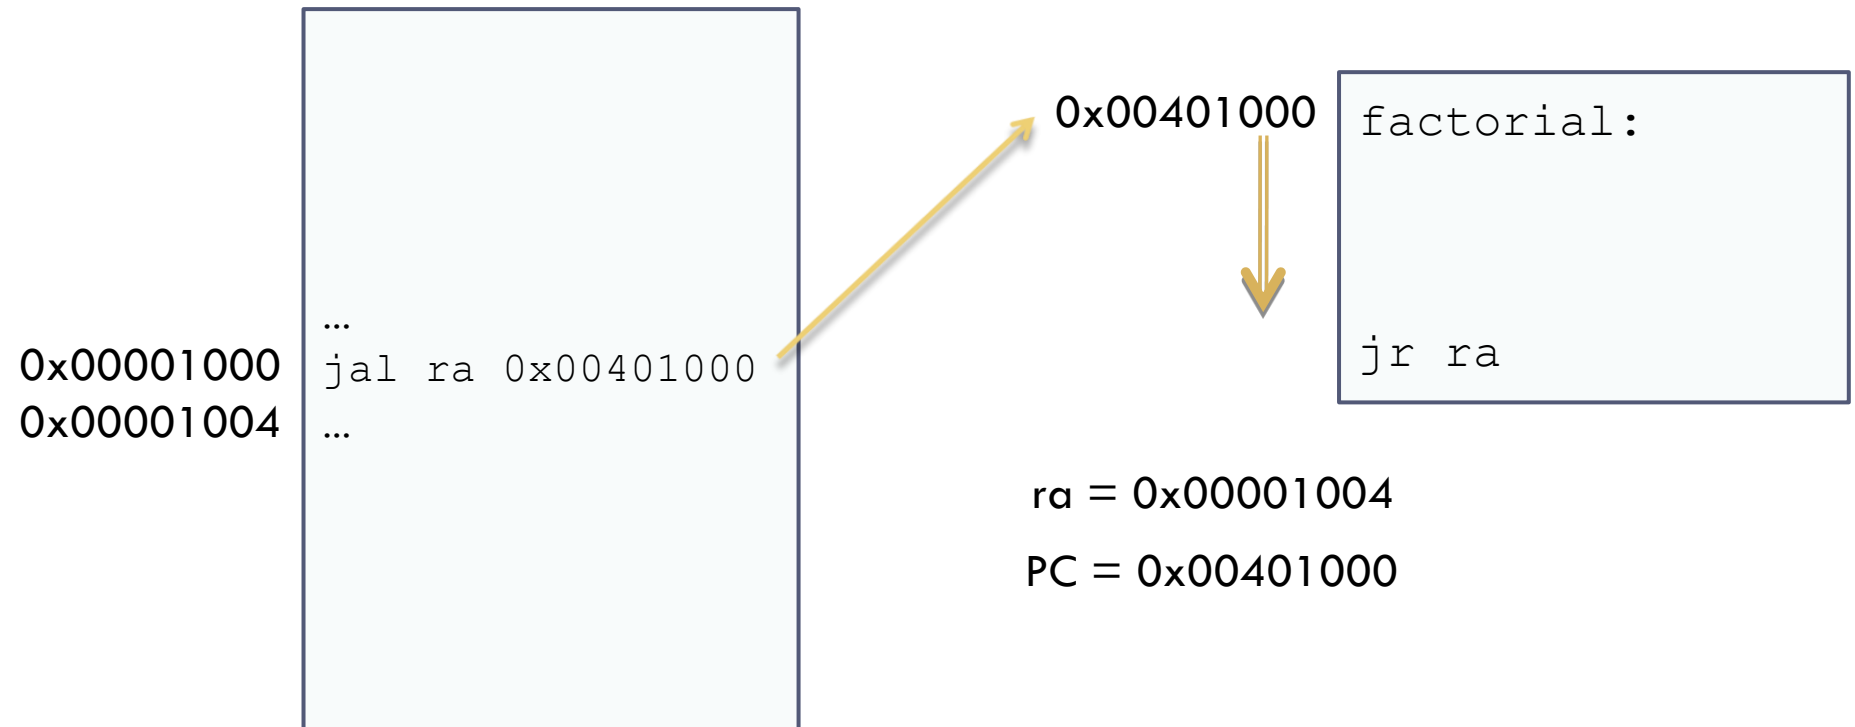 …
0x00001000 jal ra 0x00401000
0x00001004 …
0x00401000 factorial:
jr ra
ra = 0x00001004
PC = 0x00401000